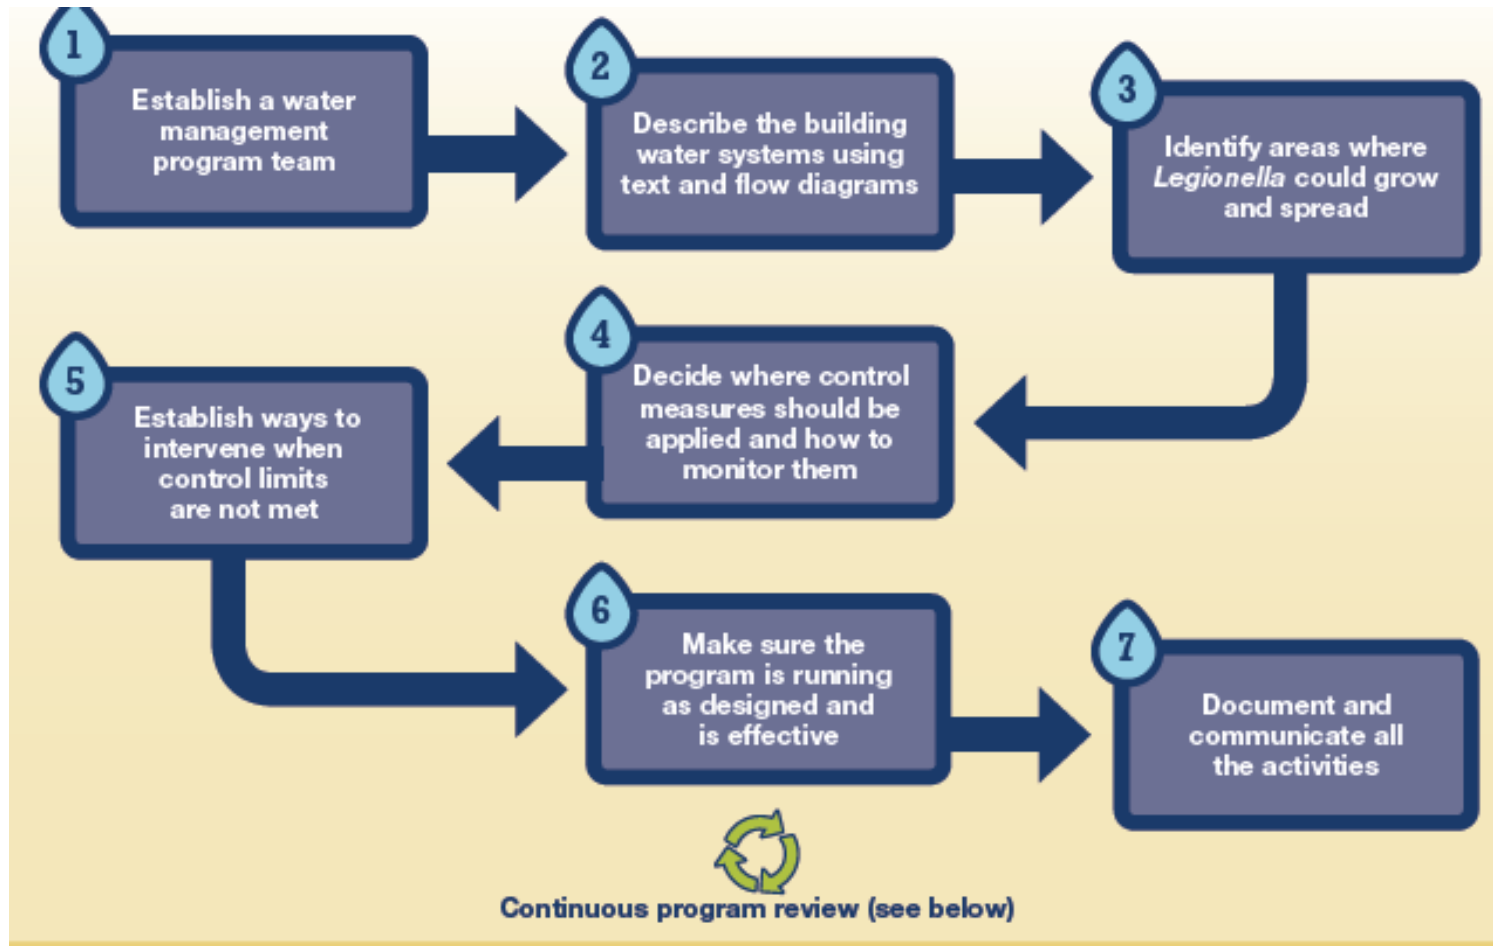 1
Establish a water
management
program team
2
Describe the building
water systems using
text and flow diagrams
3
Identify areas where
Legionella could grow
and spread
4
Decide where control
measures should be
applied and how to
monitor them
5
Establish ways to
intervene when
control limits
are not met
6
Make sure the
program is running
as designed and
is effective
7
Document and
communicate all
the activities
Continuous program review (see below)